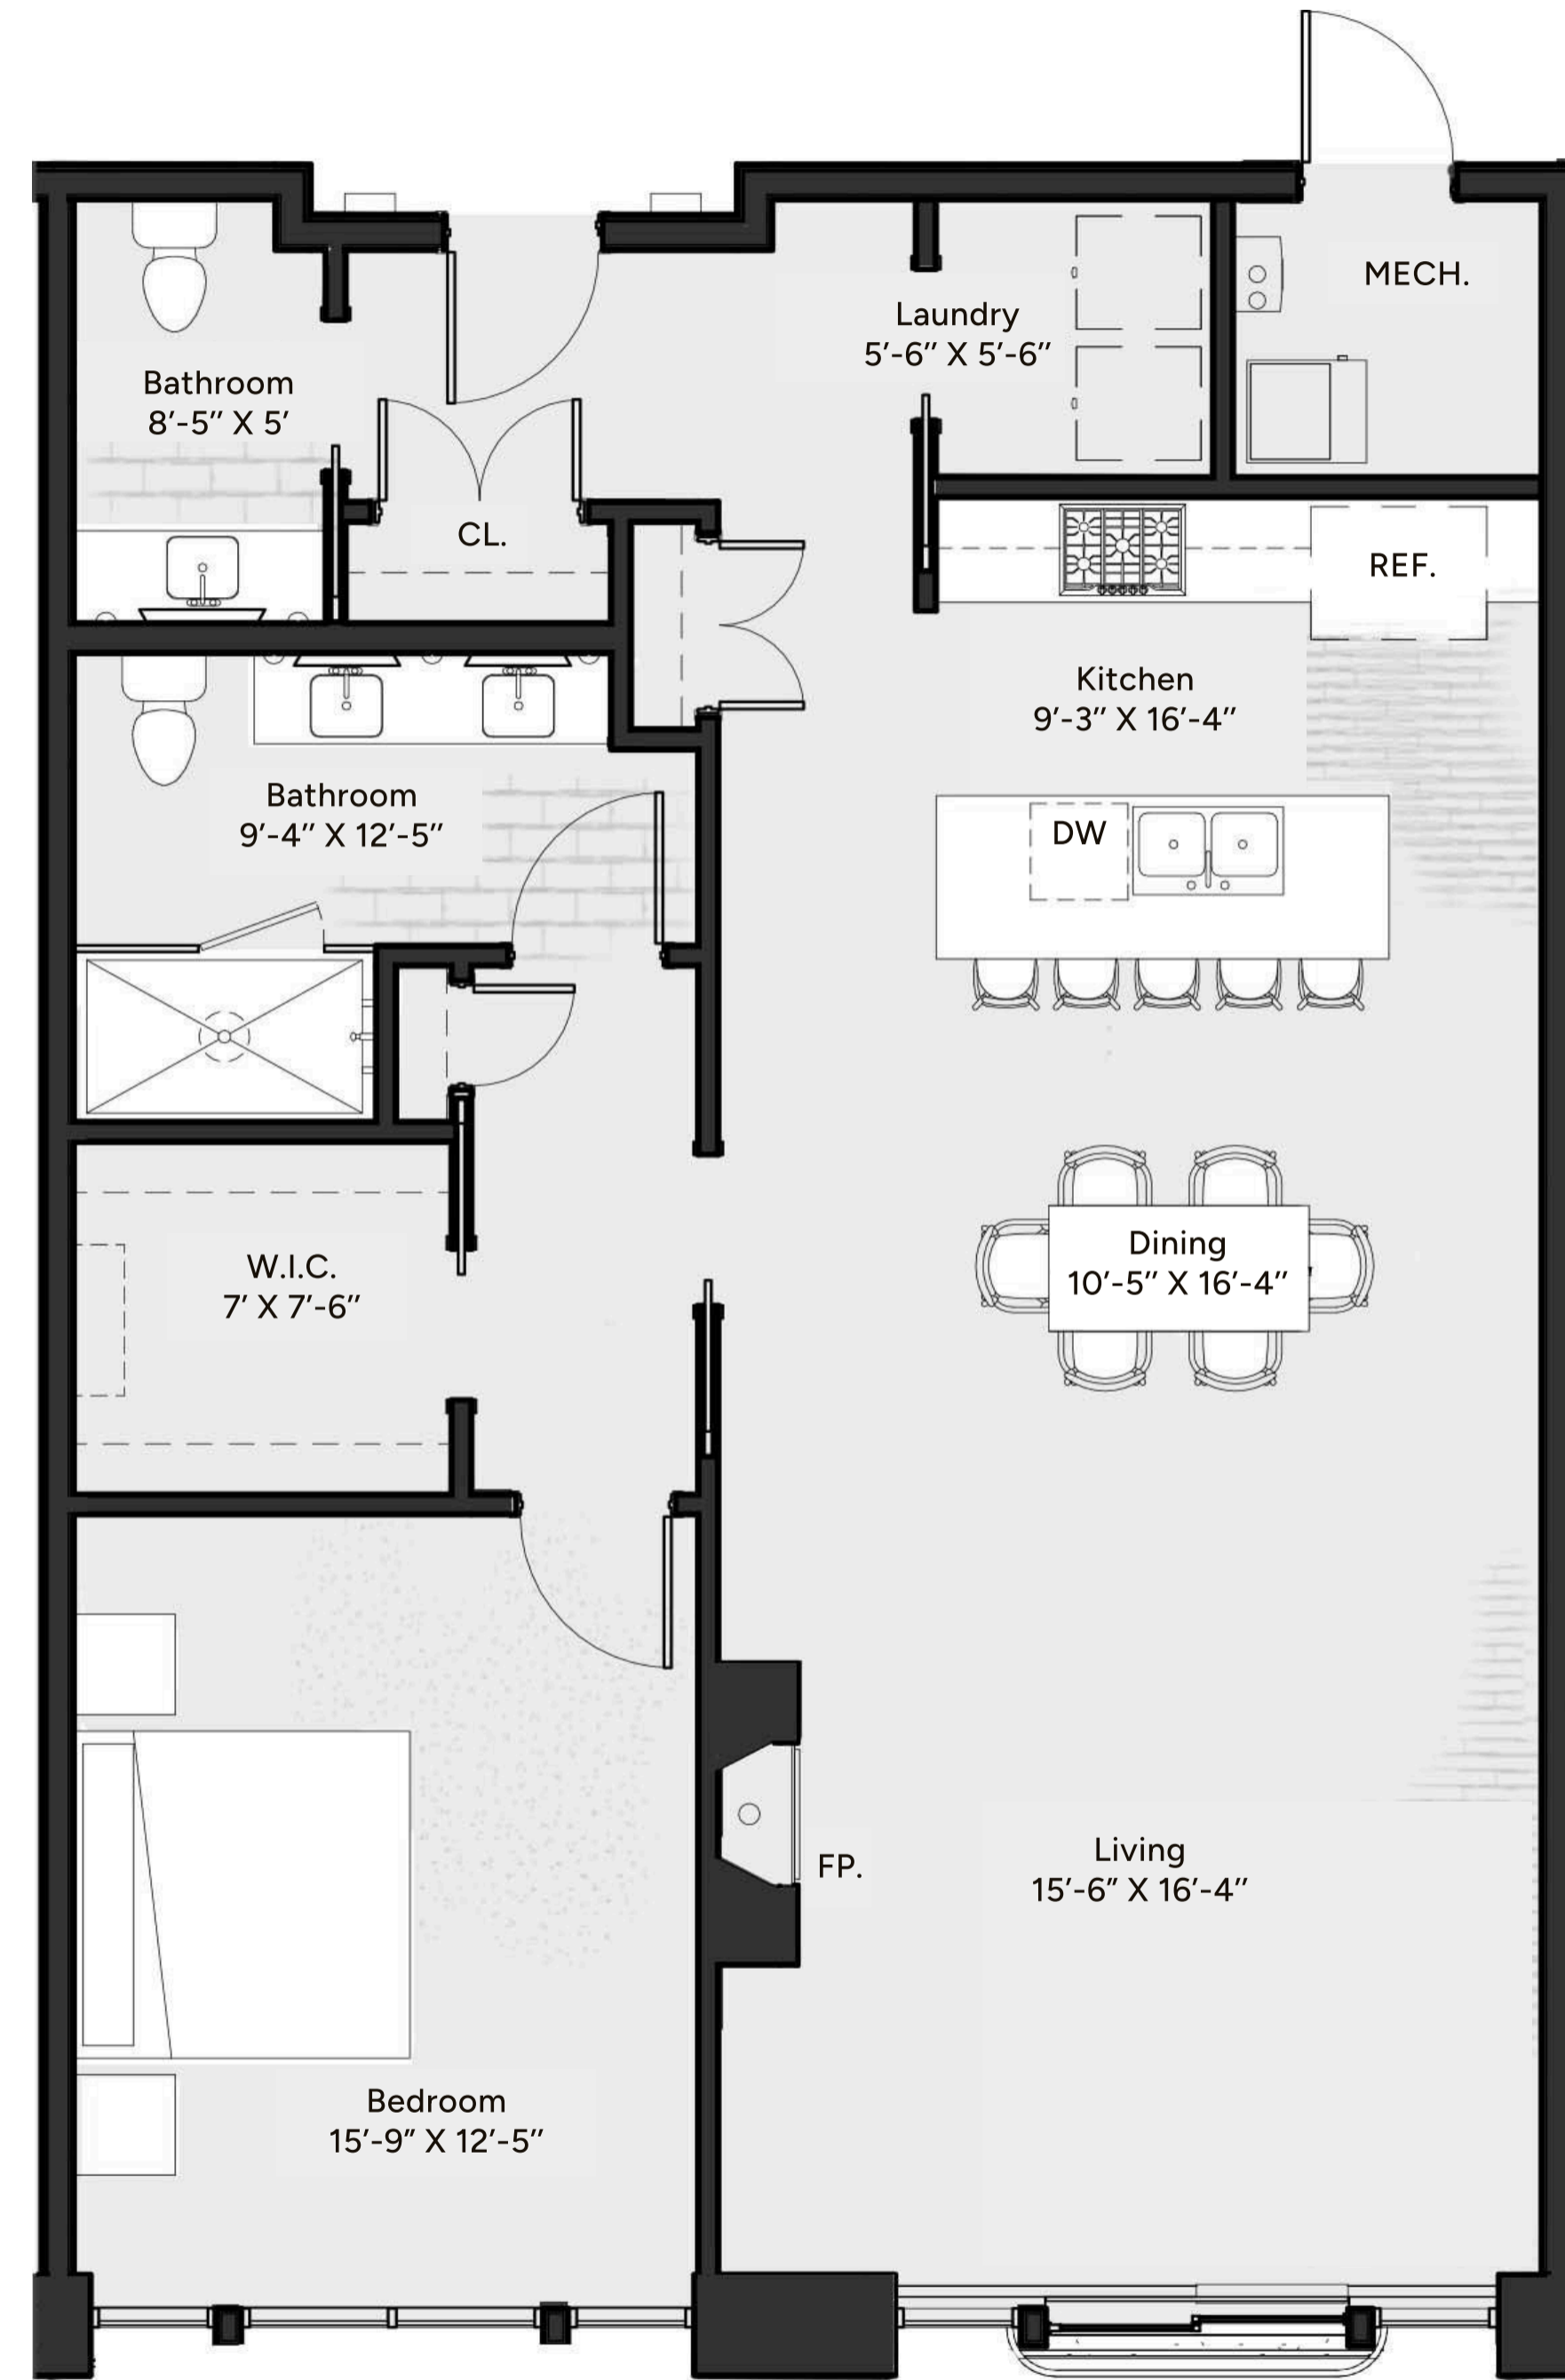 MECH.
Laundry
5′-6″ X 5′-6″
Bathroom
8′-5″ X 5′
CL.
REF.
Kitchen
9′-3″ X 16′-4″
Bathroom
9′-4″ X 12′-5″
DW
Dining
10′-5″ X 16′-4″
W.I.C.
7′ X 7′-6″
Living
15′-6″ X 16′-4″
FP.
Bedroom
15′-9″ X 12′-5″